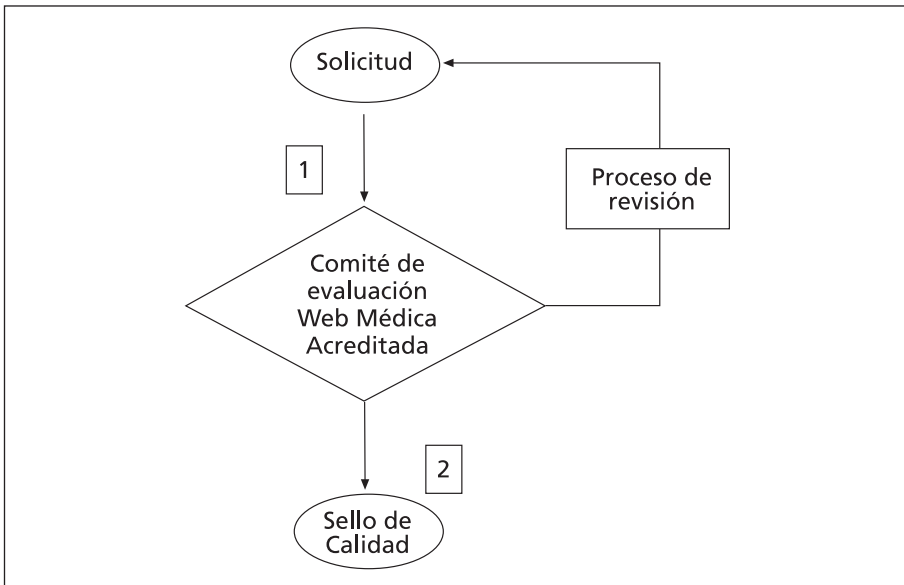 Solicitud
1
Proceso de
revisión
Comité de
evaluación
Web Médica
Acreditada
2
Sello de
Calidad